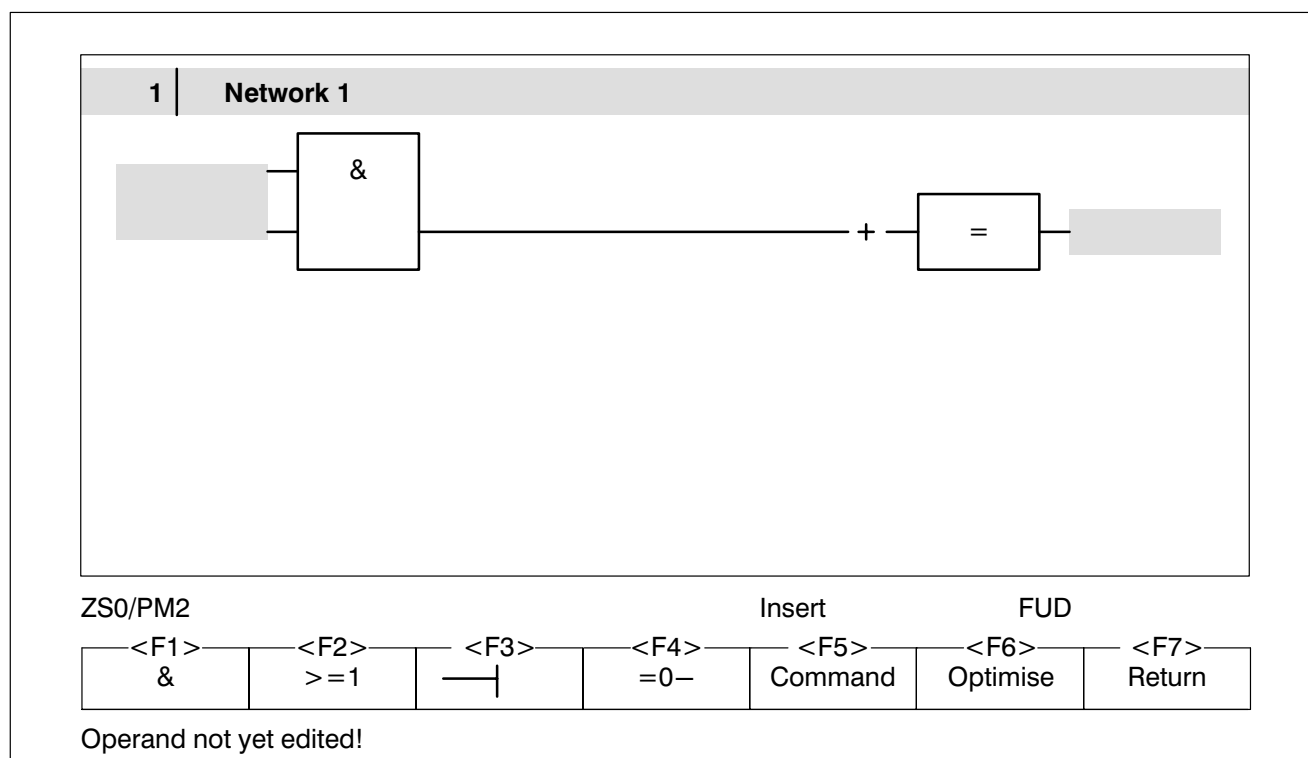 1 Network 1
&
+ =
ZS0/PM2 Insert FUD
<F1> <F2> <F3> <F4> <F5> <F6> <F7>
& >=1 =0– Command Optimise Return
Operand not yet edited!